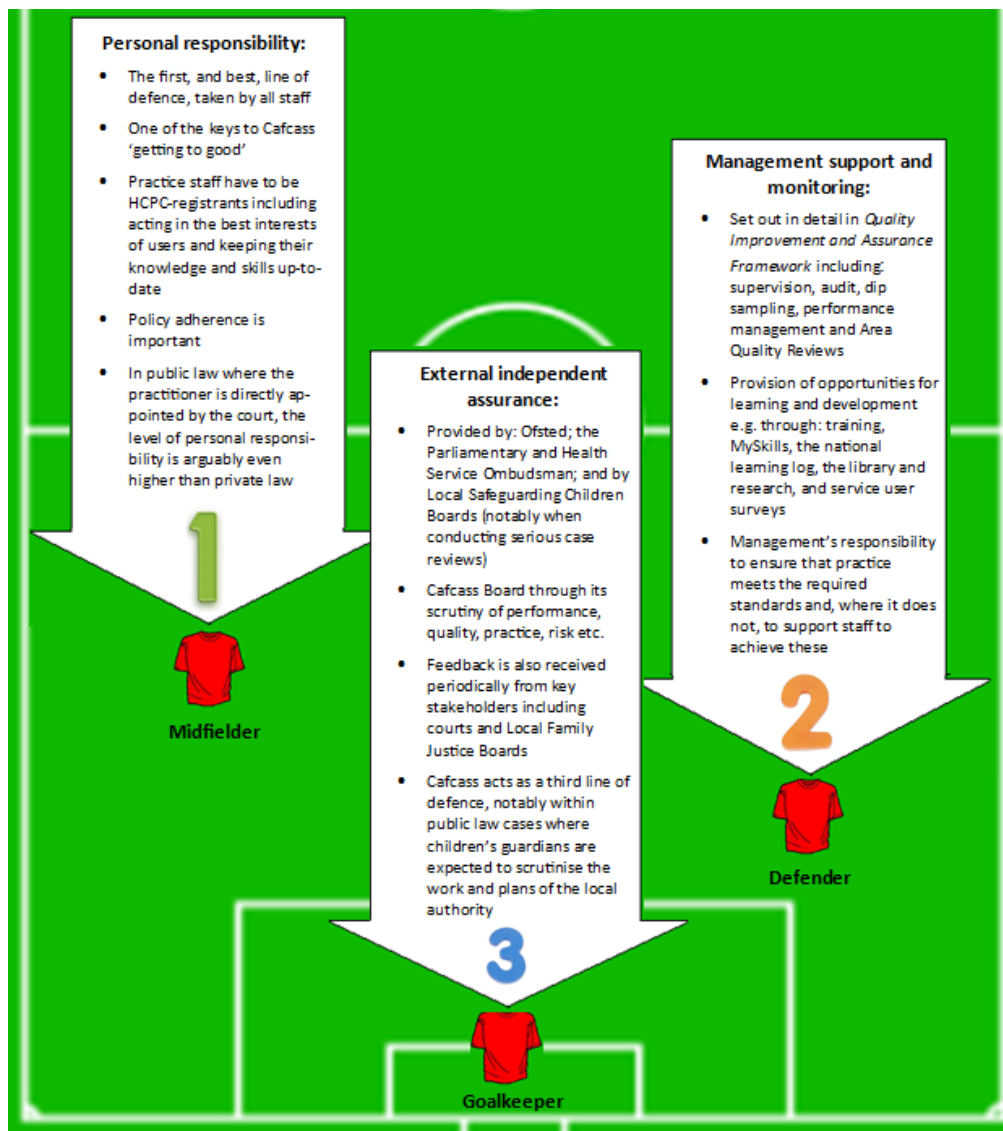 Personal responsibility:
• The first, and best, line of
defence, taken by all staff
• One of the keys to Cafcass
‘getting to good’
• Practice staff have to be
HCPC-registrants including
acting in the best interests
of users and keeping their
knowledge and skills up-to-
date
• Policy adherence is
important
• In public law where the
practitioner is directly ap-
pointed by the court, the
level of personal responsi-
bility is arguably even
higher than private law
1
Midfielder
Management support and
monitoring:
• Set out in detail in Quality
Improvement and Assurance
Framework including:
supervision, audit, dip
sampling, performance
management and Area
Quality Reviews
• Provision of opportunities for
learning and development
e.g. through: training,
MySkills, the national
learning log, the library and
research, and service user
surveys
• Management’s responsibility
to ensure that practice
meets the required
standards and, where it does
not, to support staff to
achieve these
2
Defender
External independent
assurance:
• Provided by: Ofsted; the
Parliamentary and Health
Service Ombudsman; and by
Local Safeguarding Children
Boards (notably when
conducting serious case
reviews)
• Cafcass Board through its
scrutiny of performance,
quality, practice, risk etc.
• Feedback is also received
periodically from key
stakeholders including
courts and Local Family
Justice Boards
• Cafcass acts as a third line of
defence, notably within
public law cases where
children’s guardians are
expected to scrutinise the
work and plans of the local
authority
3
Goalkeeper